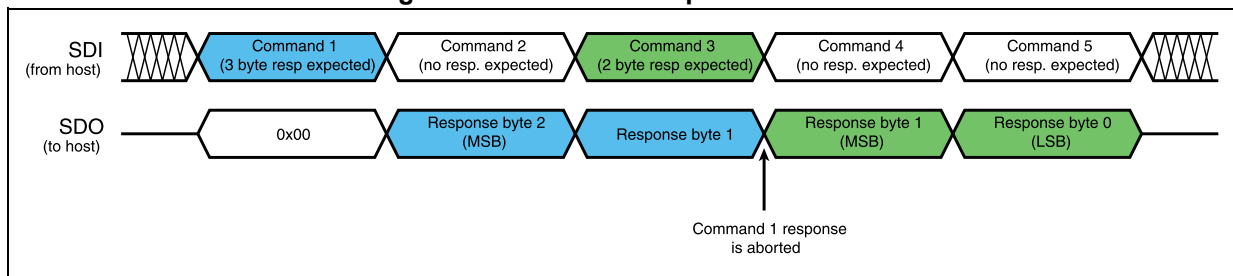 SDI
(from host)
Command 1
(3 byte resp expected)
Command 2
(no resp. expected)
Command 3
(2 byte resp expected)
Command 4
(no resp. expected)
Command 5
(no resp. expected)
SDO
(to host)
0x00
Response byte 2
(MSB)
Response byte 1
Response byte 1
(MSB)
Response byte 0
(LSB)
Command 1 response
is aborted